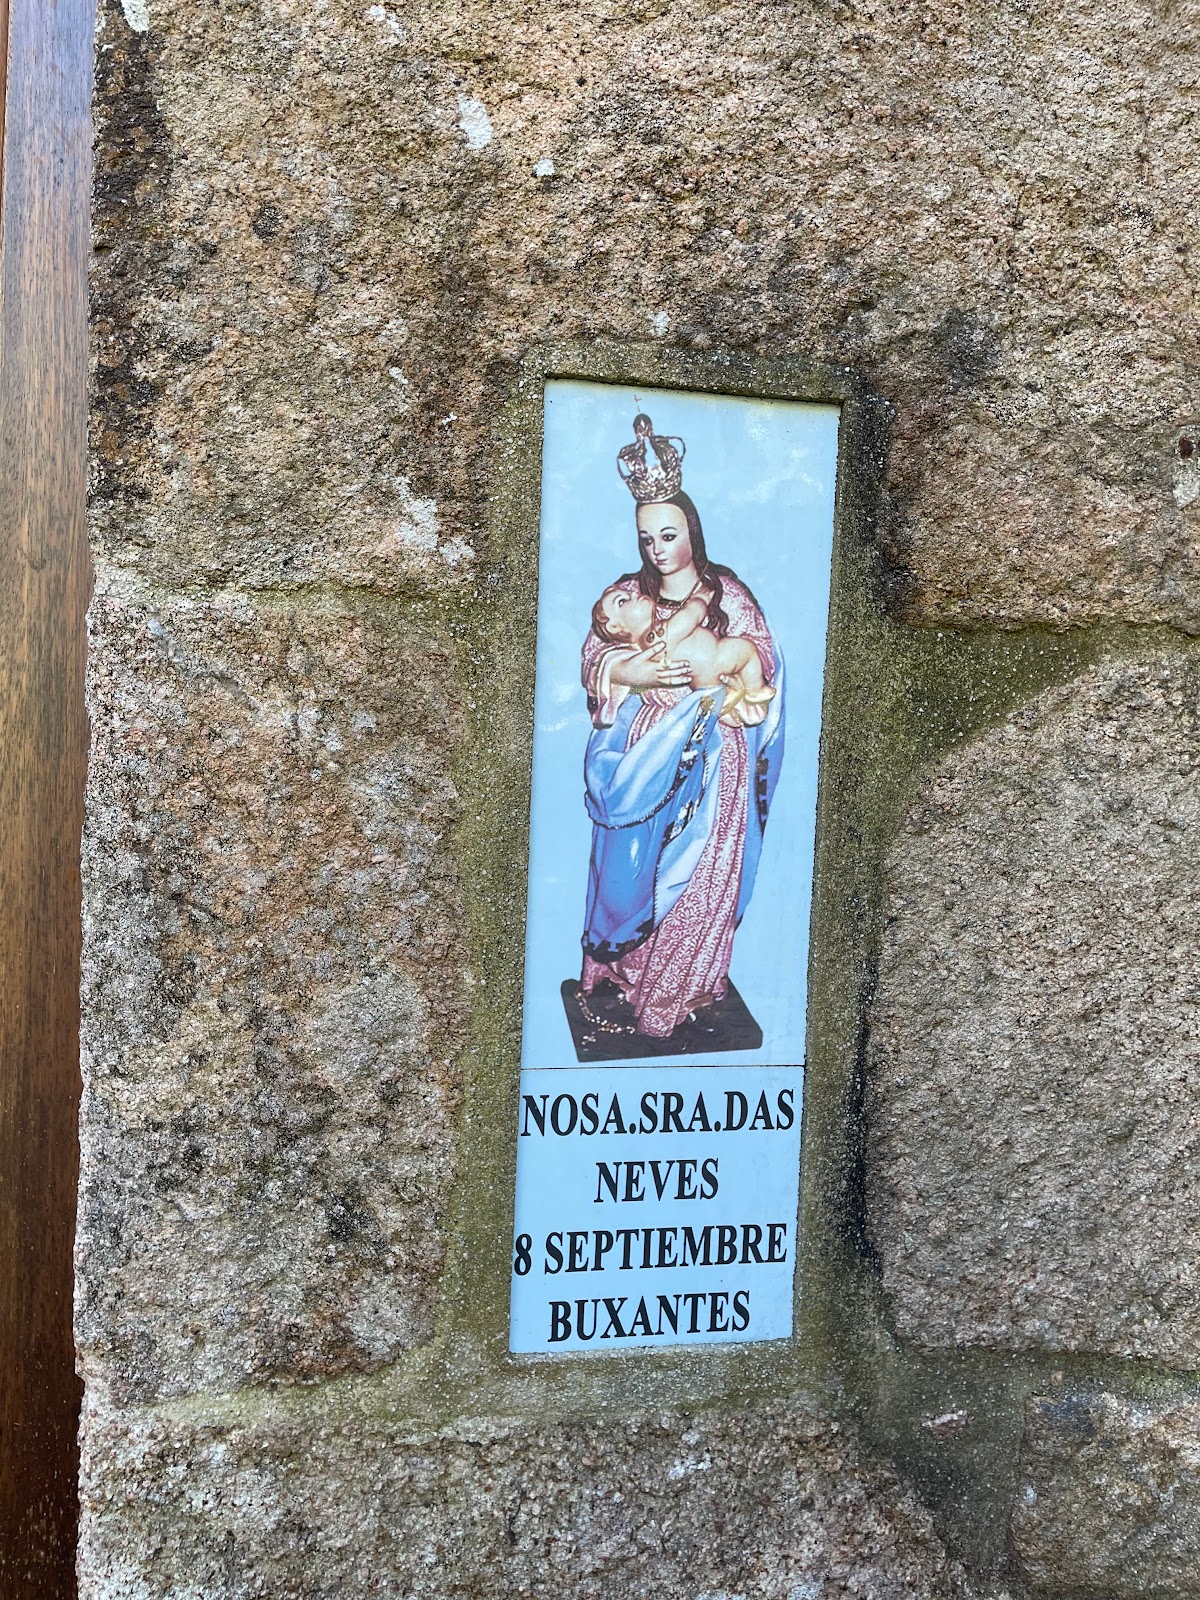 NOSA.SRA.DAS
NEVES
8 SEPTIEMBRE
BUXANTES